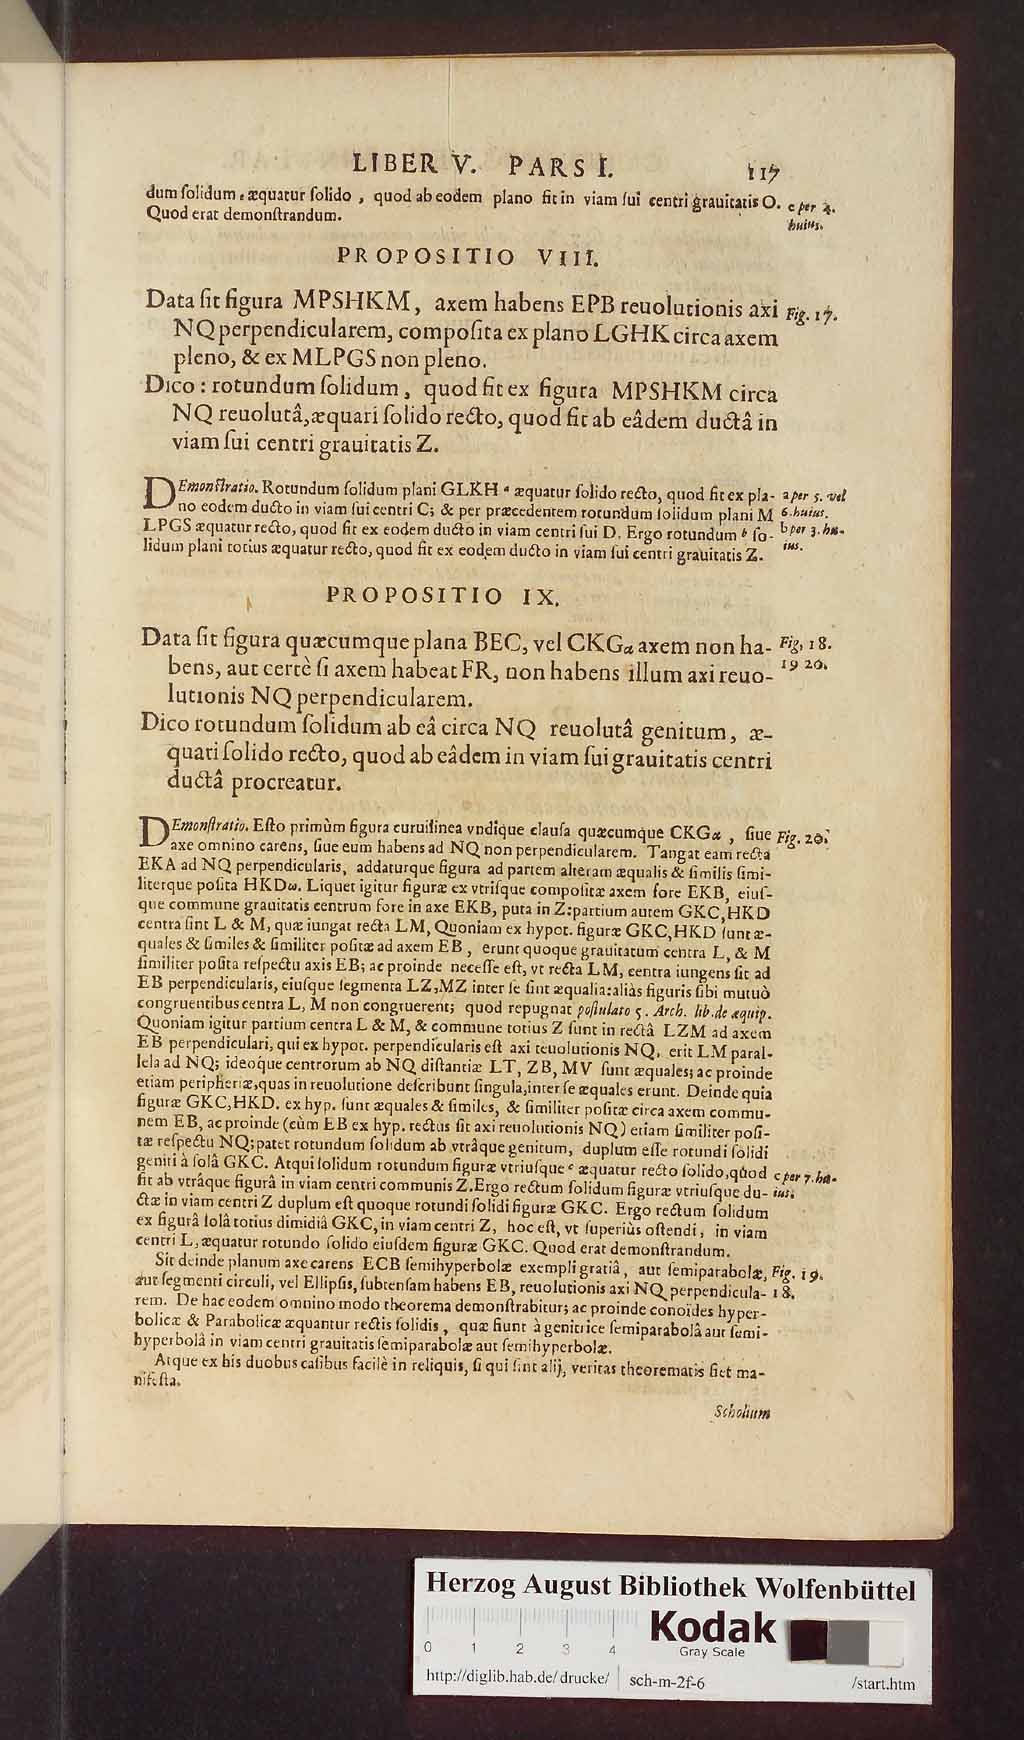 LIBER V. PARS I. 117
dum ſolidum e æquatur ſolido, quod ab eodem plano fit in viam ſui centri grauitatis O. e per 4.
Quod erat demonſtrandum. huius.
PROPOSITIO VIII.
Data ſit figura MPSHKM, axem habens EPB reuolutionis axi Fig. 17.
NQ perpendicularem, compoſita ex plano LGHK circa axem
pleno, & ex MLPGS non pleno.
Dico: rotundum ſolidum, quod fit ex figura MPSHKM circa
NQ reuolutâ, æquari ſolido recto, quod fit ab eâdem ductâ in
viam ſui centri grauitatis Z.
DEmonſtratio. Rotundum ſolidum plani GLKH a æquatur ſolido recto, quod fit ex pla- a per 5. vel
no eodem ducto in viam ſui centri C; & per præcedentem rotundum ſolidum plani M 6. huius.
LPGS æquatur recto, quod fit ex eodem ducto in viam centri ſui D. Ergo rotundum b ſo- b per 3. hu-
lidum plani totius æquatur recto, quod fit ex eodem ducto in viam ſui centri grauitatis Z. ius.
PROPOSITIO IX.
Data ſit figura quæcumque plana BEC, vel CKGα axem non ha- Fig. 18.
bens, aut certè ſi axem habeat FR, non habens illum axi reuo- 19 20.
lutionis NQ perpendicularem.
Dico rotundum ſolidum ab eâ circa NQ reuolutâ genitum, æ-
quari ſolido recto, quod ab eâdem in viam ſui grauitatis centri
ductâ procreatur.
DEmonſtratio. Eſto primùm figura curuilinea vndique clauſa quæcumque CKGα, ſiue Fig. 20.
axe omnino carens, ſiue eum habens ad NQ non perpendicularem. Tangat eam recta
EKA ad NQ perpendicularis, addaturque figura ad partem alteram æqualis & ſimilis ſimi-
literque poſita HKDω. Liquet igitur figuræ ex vtriſque compoſitæ axem fore EKB, eiuſ-
que commune grauitatis centrum fore in axe EKB, puta in Z: partium autem GKC, HKD
centra ſint L & M, quæ iungat recta LM, Quoniam ex hypot. figuræ GKC, HKD ſunt æ-
quales & ſimiles & ſimiliter poſitæ ad axem EB, erunt quoque grauitatum centra L, & M
ſimiliter poſita reſpectu axis EB; ac proinde neceſſe eſt, vt recta LM, centra iungens ſit ad
EB perpendicularis, eiuſque ſegmenta LZ, MZ inter ſe ſint æqualia: aliàs figuris ſibi mutuò
congruentibus centra L, M non congruerent; quod repugnat poſtulato 5. Arch. lib. de æquip.
Quoniam igitur partium centra L & M, & commune totius Z ſunt in rectâ LZM ad axem
EB perpendiculari, qui ex hypot. perpendicularis eſt axi reuolutionis NQ, erit LM paral-
lela ad NQ; ideoque centrorum ab NQ diſtantiæ LT, ZB, MV ſunt æquales; ac proinde
etiam peripheriæ, quas in reuolutione deſcribunt ſingula, inter ſe æquales erunt. Deinde quia
figuræ GKC, HKD. ex hyp. ſunt æquales & ſimiles, & ſimiliter poſitæ circa axem commu-
nem EB, ac proinde (cùm EB ex hyp. rectus ſit axi reuolutionis NQ) etiam ſimiliter poſi-
tæ reſpectu NQ; patet rotundum ſolidum ab vtrâque genitum, duplum eſſe rotundi ſolidi
geniti à ſolâ GKC. Atqui ſolidum rotundum figuræ vtriuſque c æquatur recto ſolido, quod c per 7. hu-
fit ab vtrâque figurâ in viam centri communis Z. Ergo rectum ſolidum figuræ vtriuſque du- ius.
ctæ in viam centri Z duplum eſt quoque rotundi ſolidi figuræ GKC. Ergo rectum ſolidum
ex figurâ ſolâ totius dimidiâ GKC, in viam centri Z, hoc eſt, vt ſuperiùs oſtendi, in viam
centri L, æquatur rotundo ſolido eiuſdem figuræ GKC. Quod erat demonſtrandum.
Sit deinde planum axe carens ECB ſemihyperbolæ exempli gratiâ, aut ſemiparabolæ, Fig. 19.
aut ſegmenti circuli, vel Ellipſis, ſubtenſam habens EB, reuolutionis axi NQ perpendicula- 18.
rem. De hac eodem omnino modo theorema demonſtrabitur; ac proinde conoides hyper-
bolicæ & Parabolicæ æquantur rectis ſolidis, quæ fiunt à genitrice ſemiparabolâ aut ſemi-
hyperbolâ in viam centri grauitatis ſemiparabolæ aut ſemihyperbolæ.
Atque ex his duobus caſibus facilè in reliquis, ſi qui ſint alij, veritas theorematis fiet ma-
nifeſta.
Scholium
Herzog August Bibliothek Wolfenbüttel
Kodak
Gray Scale
0 1 2 3 4
http://diglib.hab.de/drucke/ sch-m-2f-6 /start.htm